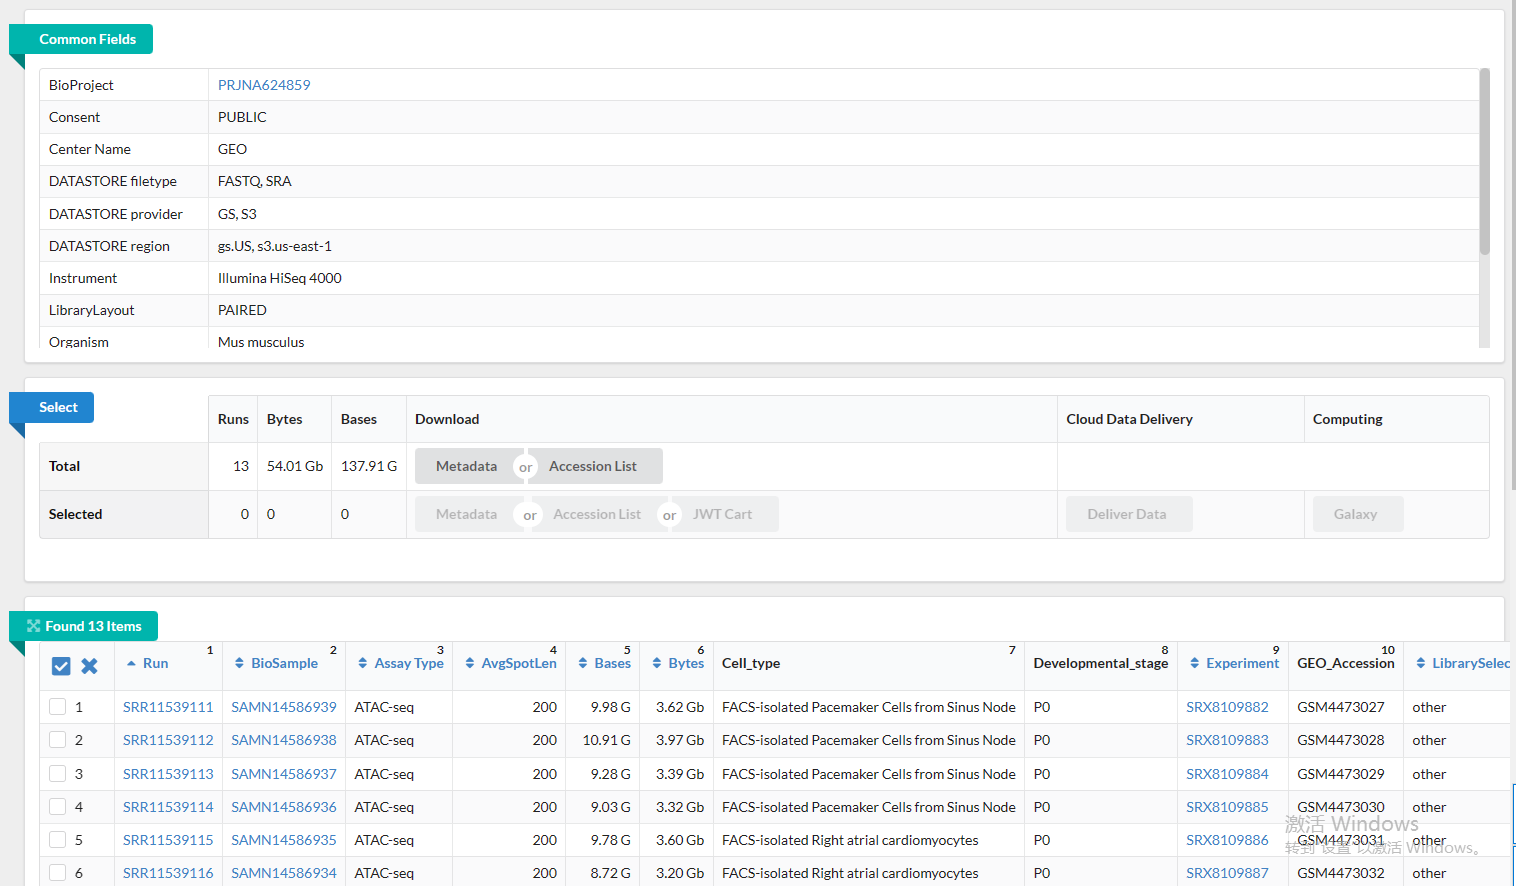 Common Fields
BioProject PRJNA624859
Consent PUBLIC
Center Name GEO
DATASTORE filetype FASTQ, SRA
DATASTORE provider GS, S3
DATASTORE region gs.US, s3.us-east-1
Instrument Illumina HiSeq 4000
LibraryLayout PAIRED
Organism Mus musculus
Select Runs Bytes Bases Download Cloud Data Delivery Computing
Total 13 54.01 Gb 137.91 G Metadata or Accession List
Selected 0 0 0 Metadata or Accession List or JWT Cart Deliver Data Galaxy
Found 13 Items
1 2 3 4 5 6 7 8 9 10
Run BioSample Assay Type AvgSpotLen Bases Bytes Cell_type Developmental_stage Experiment GEO_Accession LibrarySelec
1 SRR11539111 SAMN14586939 ATAC-seq 200 9.98 G 3.62 Gb FACS-isolated Pacemaker Cells from Sinus Node P0 SRX8109882 GSM4473027 other
2 SRR11539112 SAMN14586938 ATAC-seq 200 10.91 G 3.97 Gb FACS-isolated Pacemaker Cells from Sinus Node P0 SRX8109883 GSM4473028 other
3 SRR11539113 SAMN14586937 ATAC-seq 200 9.28 G 3.39 Gb FACS-isolated Pacemaker Cells from Sinus Node P0 SRX8109884 GSM4473029 other
4 SRR11539114 SAMN14586936 ATAC-seq 200 9.03 G 3.32 Gb FACS-isolated Pacemaker Cells from Sinus Node P0 SRX8109885 GSM4473030 other
激活 Windows
5 SRR11539115 SAMN14586935 ATAC-seq 200 9.78 G 3.60 Gb FACS-isolated Right atrial cardiomyocytes P0 SRX8109886 GSM4473031 other
转到"设置"以激活 Windows。
6 SRR11539116 SAMN14586934 ATAC-seq 200 8.72 G 3.20 Gb FACS-isolated Right atrial cardiomyocytes P0 SRX8109887 GSM4473032 other